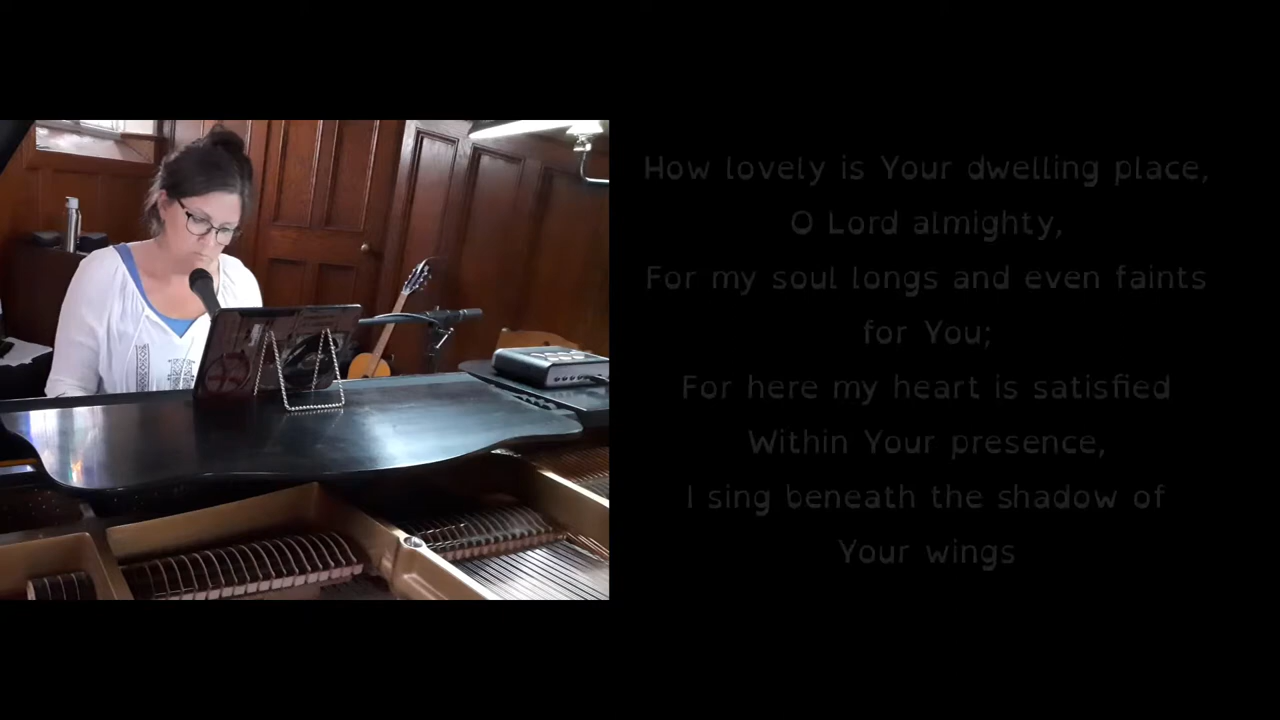 How lovely is Your dwelling place,
O Lord almighty,
For my soul longs and even faints
for You;
For here my heart is satisfied
Within Your presence,
I sing beneath the shadow of
Your wings